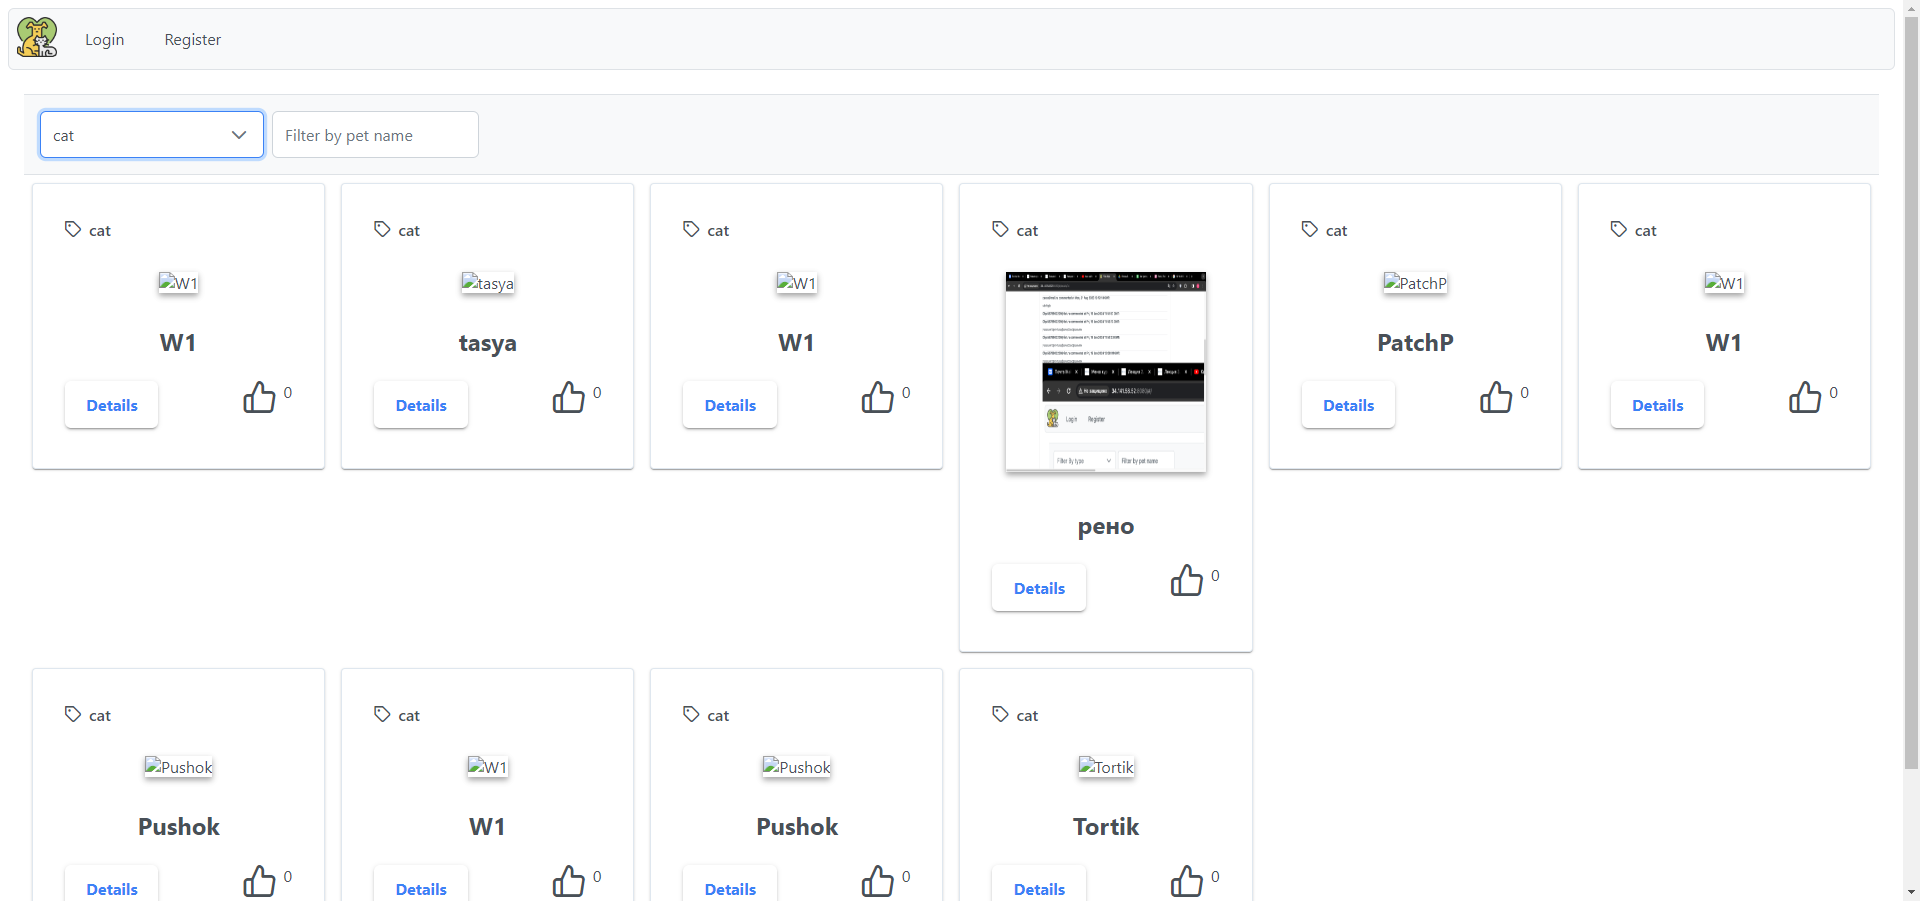 Login Register
cat Filter by pet name
cat cat cat cat cat cat
W1 tasya W1 PatchP W1
W1 tasya W1 PatchP W1
Details 0 Details 0 Details 0 Details 0 Details 0
Login Register
Filter By type Filter by pet name
рено
Details 0
cat cat cat cat
Pushok W1 Pushok Tortik
Pushok W1 Pushok Tortik
Details 0 Details 0 Details 0 Details 0